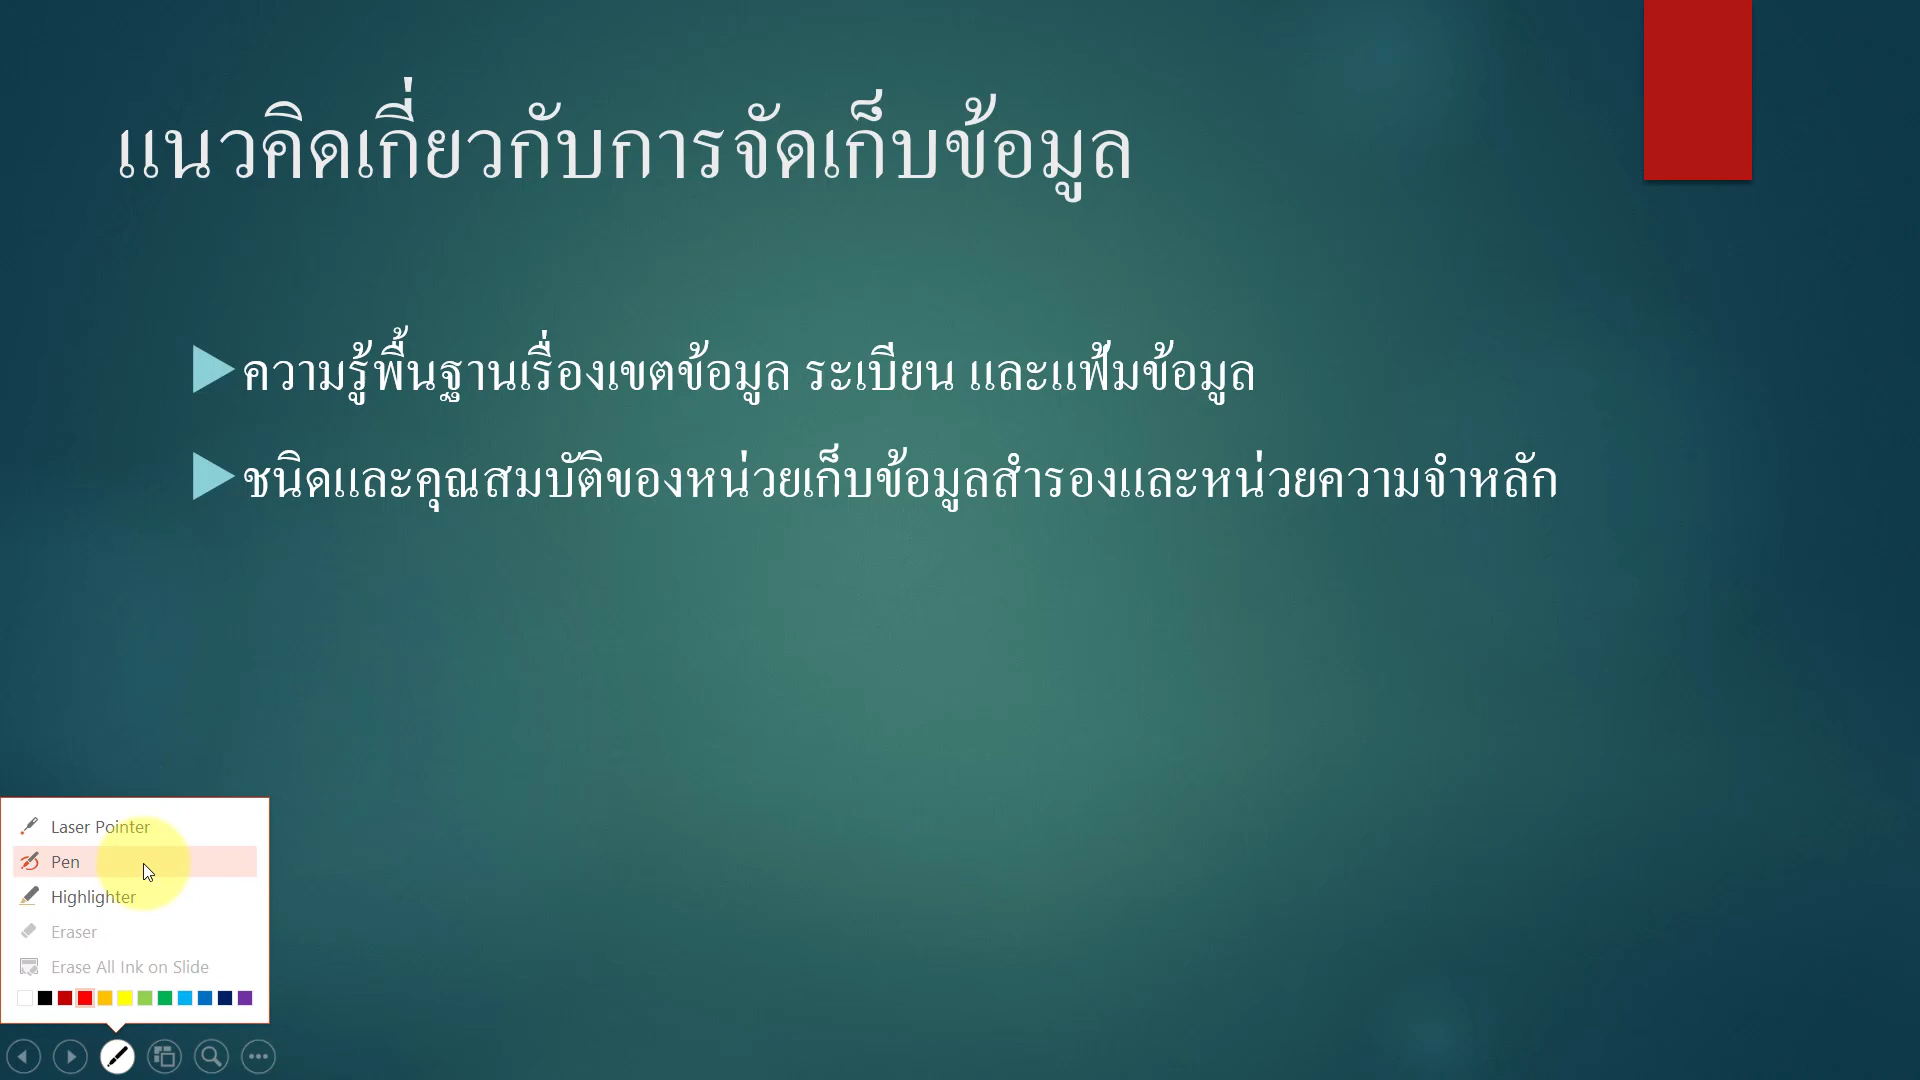 แนวคิดเกี่ยวกับการจัดเก็บข้อมูล
ความรู้พื้นฐานเรื่องเขตข้อมูล ระเบียน และแฟ้มข้อมูล
ชนิดและคุณสมบัติของหน่วยเก็บข้อมูลสำรองและหน่วยความจำหลัก
Laser Pointer
Pen
Highlighter
Eraser
Erase All Ink on Slide